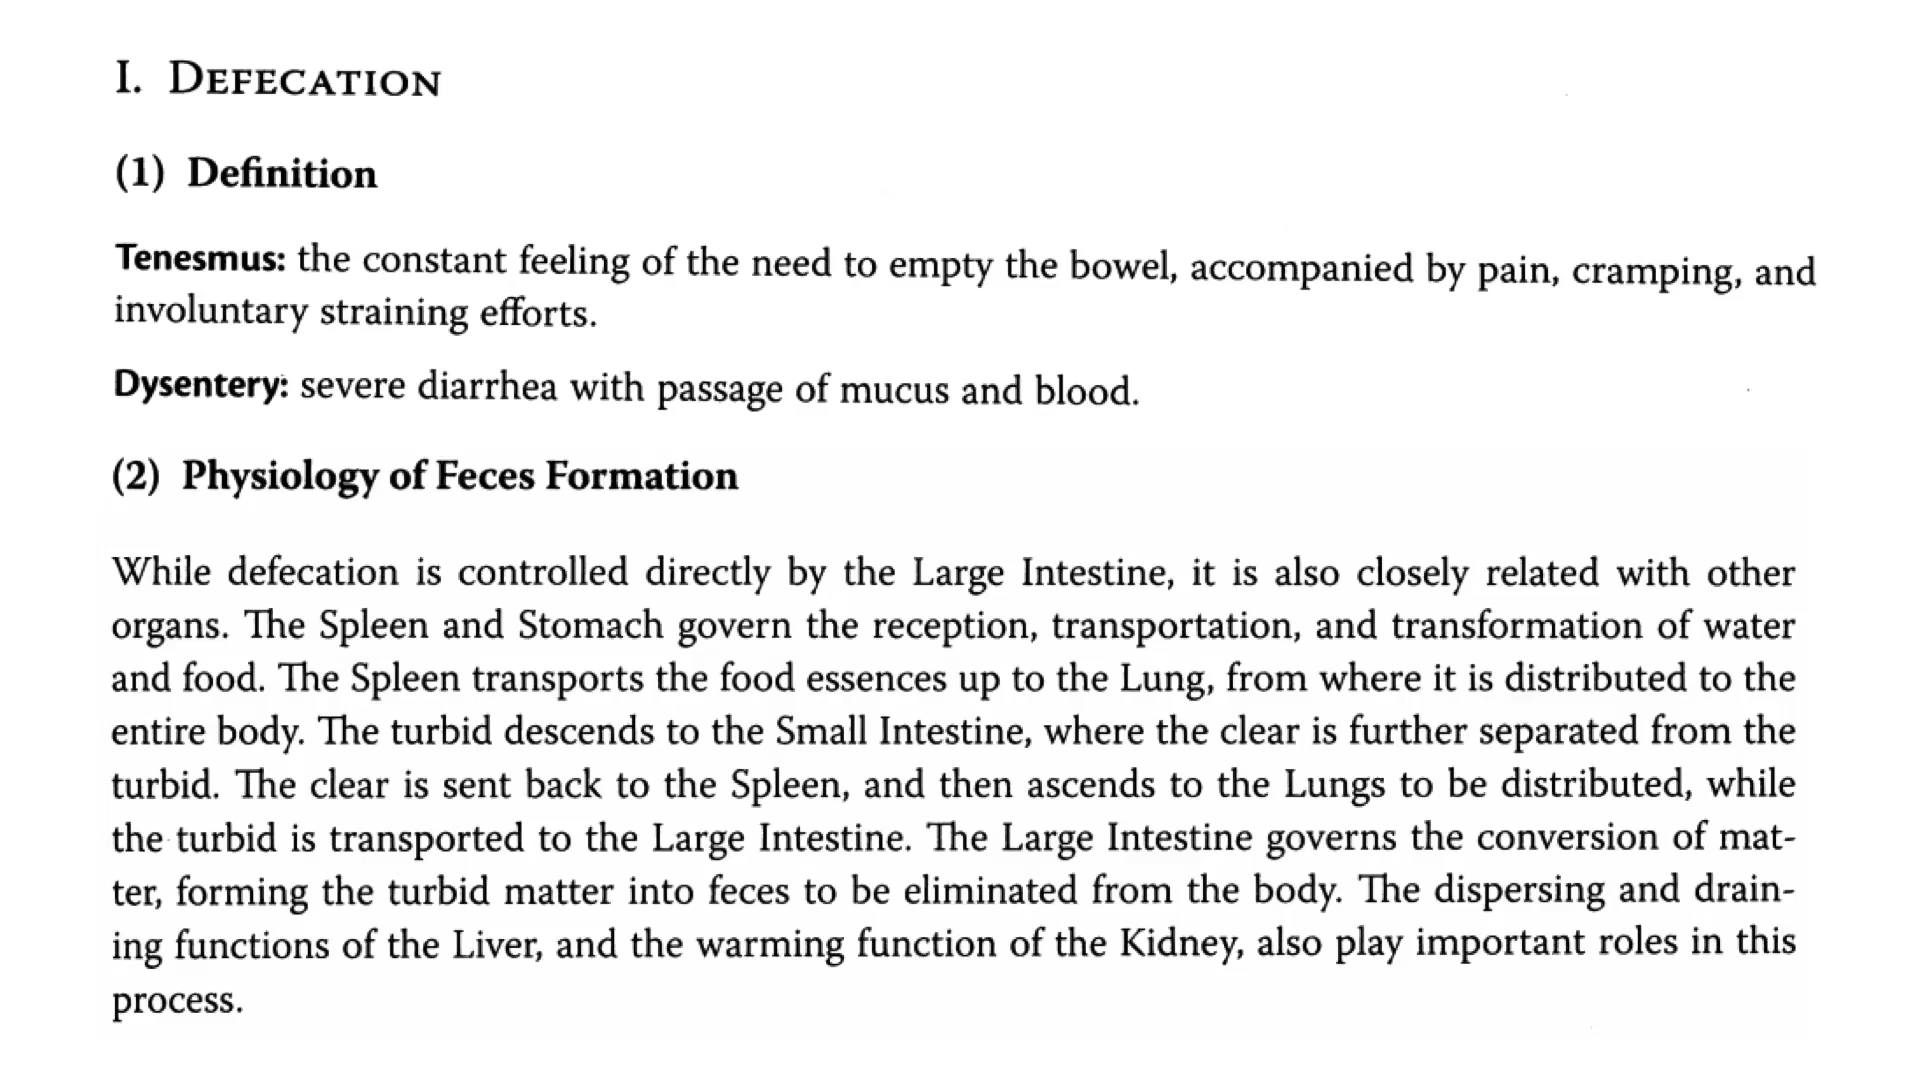 I. Defecation
(1) Definition
Tenesmus: the constant feeling of the need to empty the bowel, accompanied by pain, cramping, and
involuntary straining efforts.
Dysentery: severe diarrhea with passage of mucus and blood.
(2) Physiology of Feces Formation
While defecation is controlled directly by the Large Intestine, it is also closely related with other
organs. The Spleen and Stomach govern the reception, transportation, and transformation of water
and food. The Spleen transports the food essences up to the Lung, from where it is distributed to the
entire body. The turbid descends to the Small Intestine, where the clear is further separated from the
turbid. The clear is sent back to the Spleen, and then ascends to the Lungs to be distributed, while
the turbid is transported to the Large Intestine. The Large Intestine governs the conversion of mat-
ter, forming the turbid matter into feces to be eliminated from the body. The dispersing and drain-
ing functions of the Liver, and the warming function of the Kidney, also play important roles in this
process.